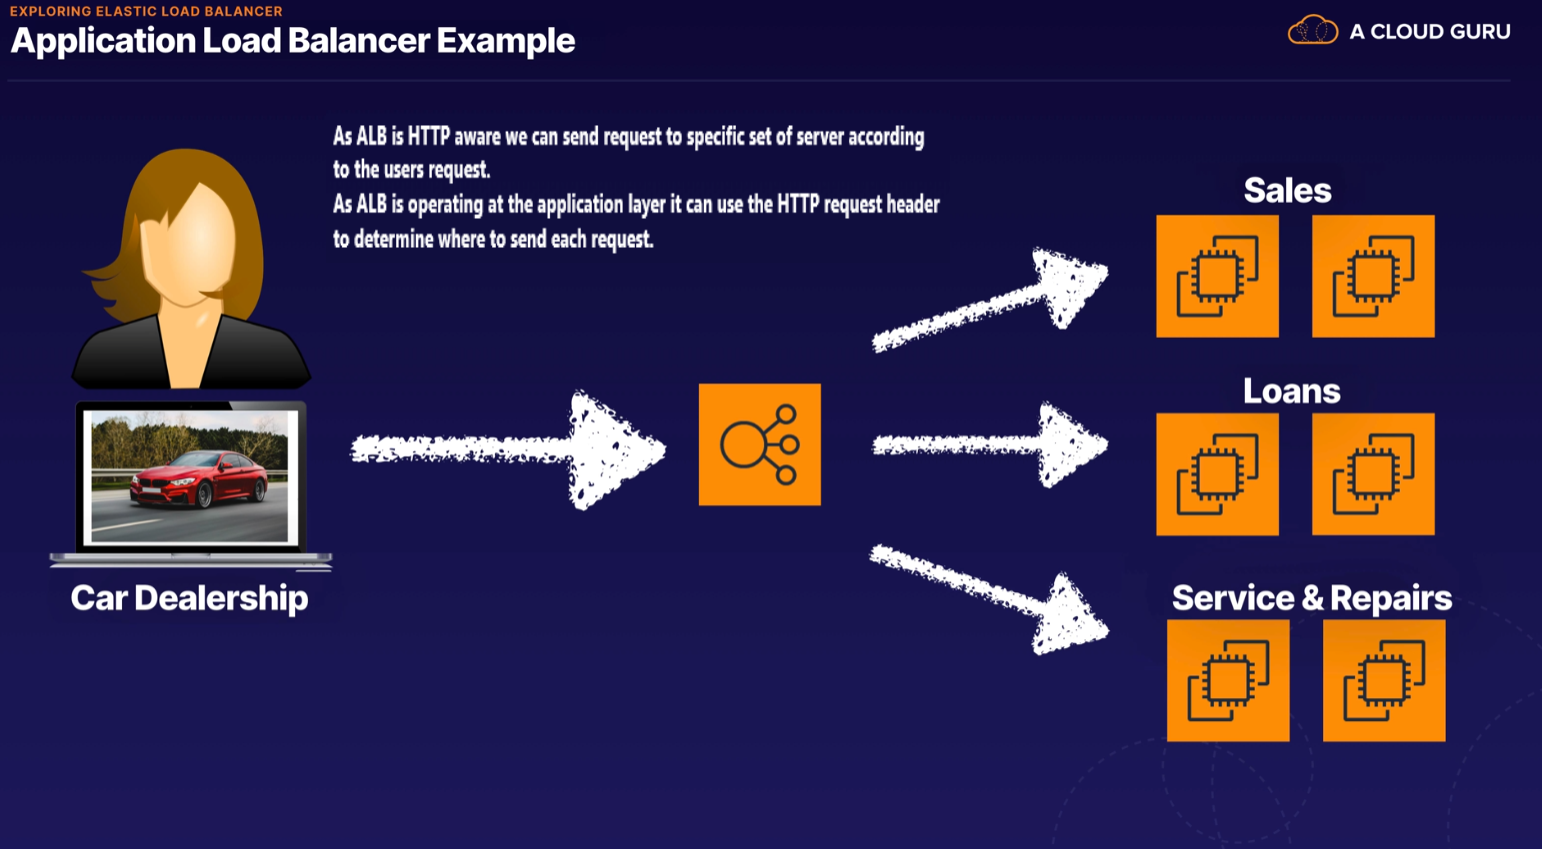 EXPLORING ELASTIC LOAD BALANCER
Application Load Balancer Example
A CLOUD GURU
As ALB is HTTP aware we can send request to specific set of server according
to the users request.
As ALB is operating at the application layer it can use the HTTP request header
to determine where to send each request.
Sales
Loans
Car Dealership
Service & Repairs